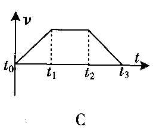 v
t₀ t₁ t₂ t₃ t
C